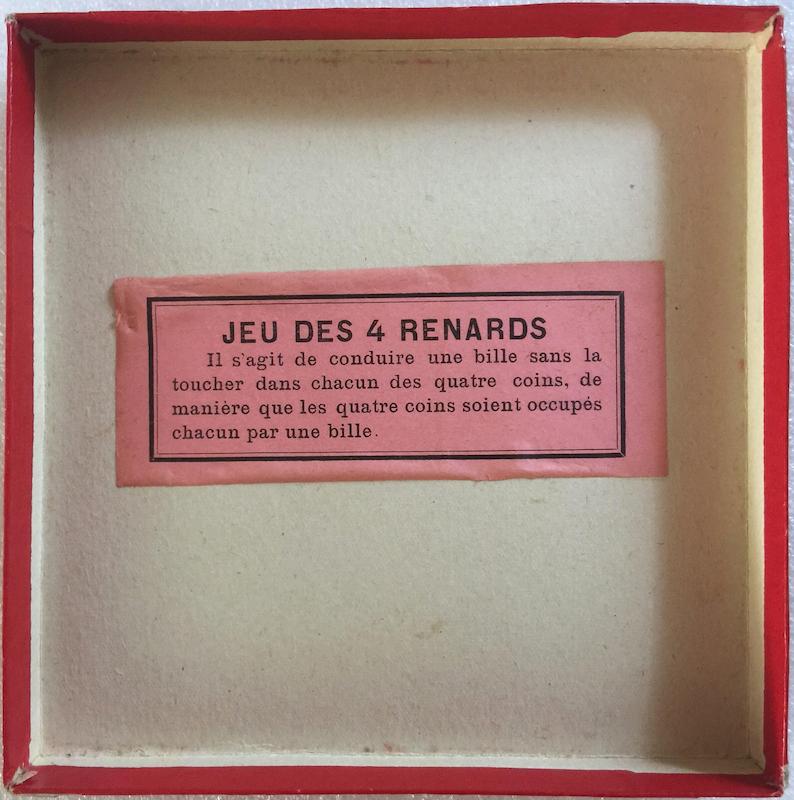 JEU DES 4 RENARDS
Il s'agit de conduire une bille sans la
toucher dans chacun des quatre coins, de
manière que les quatre coins soient occupés
chacun par une bille.